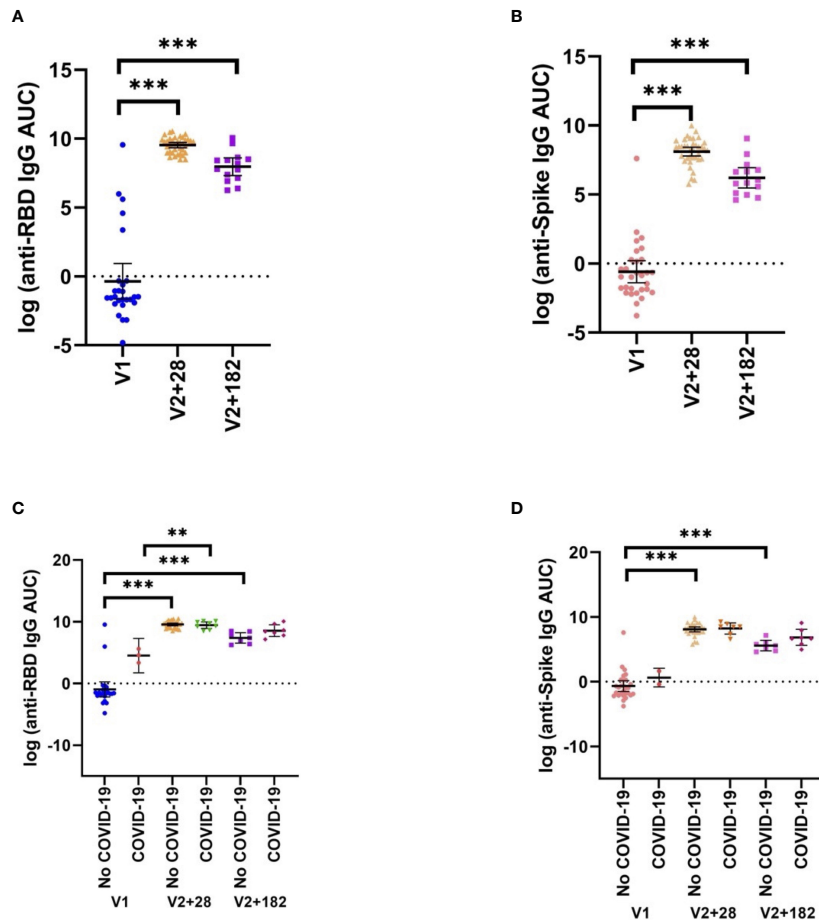 A
***
***
15
10
5
0
-5
log (anti-RBD IgG AUC)
V1
V2+28
V2+182
B
***
***
15
10
5
0
-5
log (anti-Spike IgG AUC)
V1
V2+28
V2+182
C
**
***
***
20
10
0
-10
log (anti-RBD IgG AUC)
No COVID-19
COVID-19
No COVID-19
COVID-19
No COVID-19
COVID-19
V1 V2+28 V2+182
D
***
***
20
10
0
-10
log (anti-Spike IgG AUC)
No COVID-19
COVID-19
No COVID-19
COVID-19
No COVID-19
COVID-19
V1 V2+28 V2+182